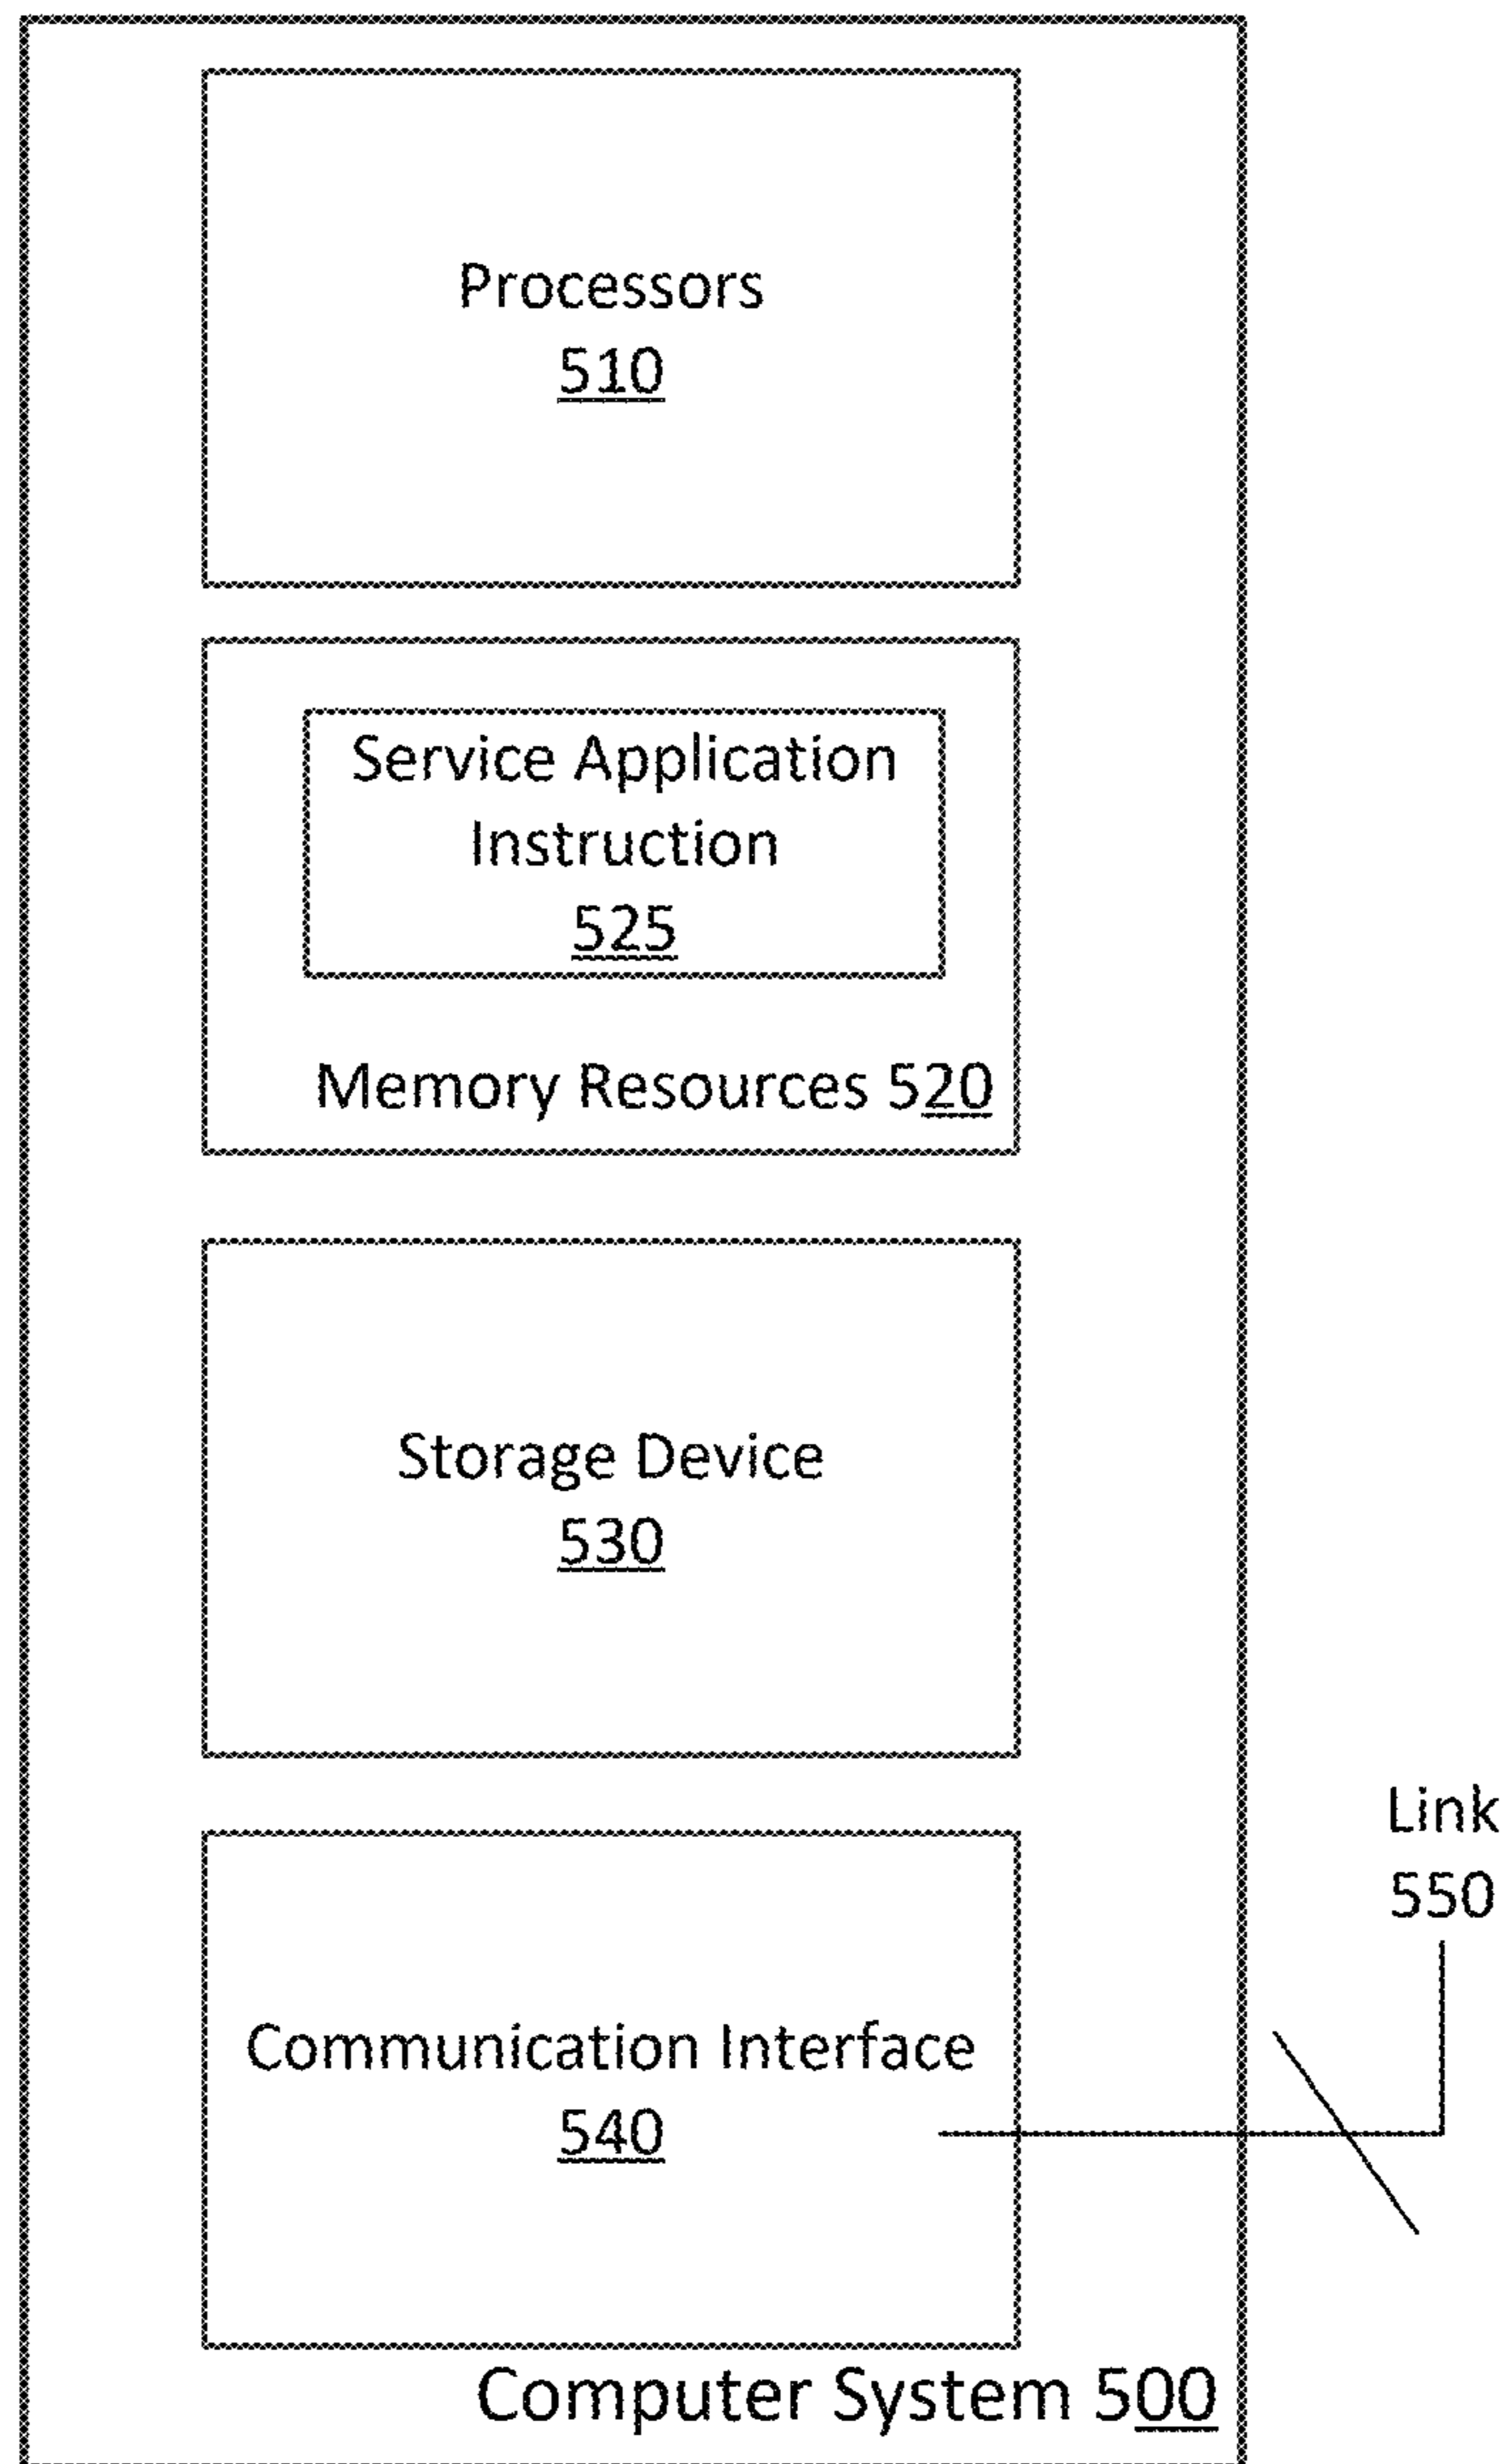 Processors
510
Service Application
Instruction
525
Memory Resources 520
Storage Device
530
Link
550
Communication Interface
540
Computer System 500